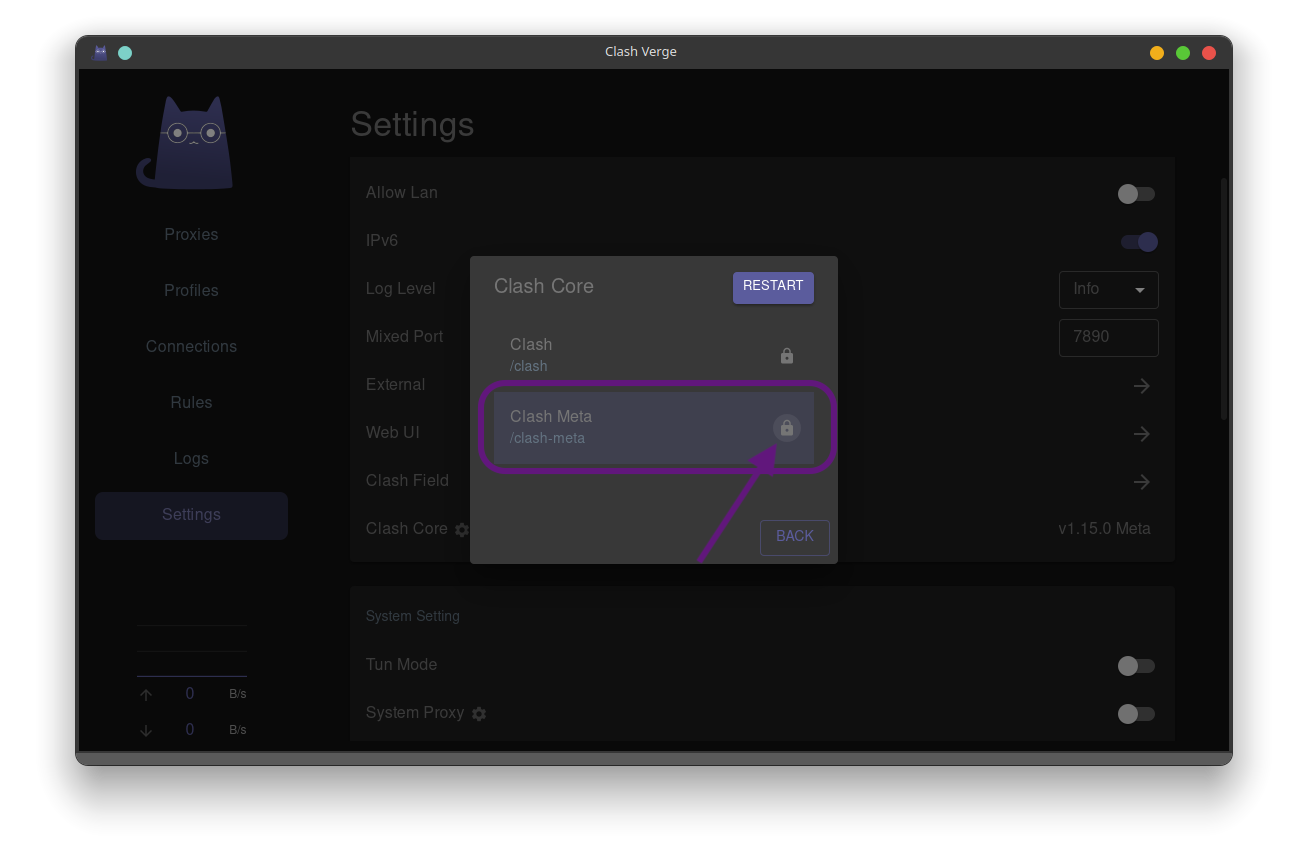 Clash Verge
Settings
Proxies
Profiles
Connections
Rules
Logs
Settings
0 B/s
0 B/s
Allow Lan
IPv6
Log Level Info
Mixed Port 7890
External
Web UI
Clash Field
Clash Core v1.15.0 Meta
System Setting
Tun Mode
System Proxy
Clash Core RESTART
Clash
/clash
Clash Meta
/clash-meta
BACK